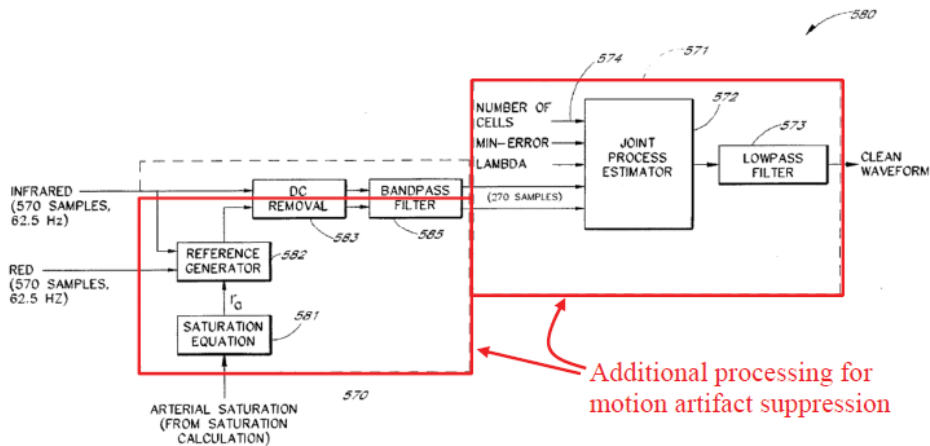 580
574
571
NUMBER OF
CELLS
572
573
MIN-ERROR
JOINT
PROCESS
ESTIMATOR
LOWPASS
FILTER
CLEAN
WAVEFORM
LAMBDA
INFRARED
(570 SAMPLES,
62.5 Hz)
DC
REMOVAL
BANDPASS
FILTER
(270 SAMPLES)
583
585
REFERENCE
GENERATOR
582
RED
(570 SAMPLES,
62.5 HZ)
ra
SATURATION
EQUATION
581
570
ARTERIAL SATURATION
(FROM SATURATION
CALCULATION)
Additional processing for
motion artifact suppression